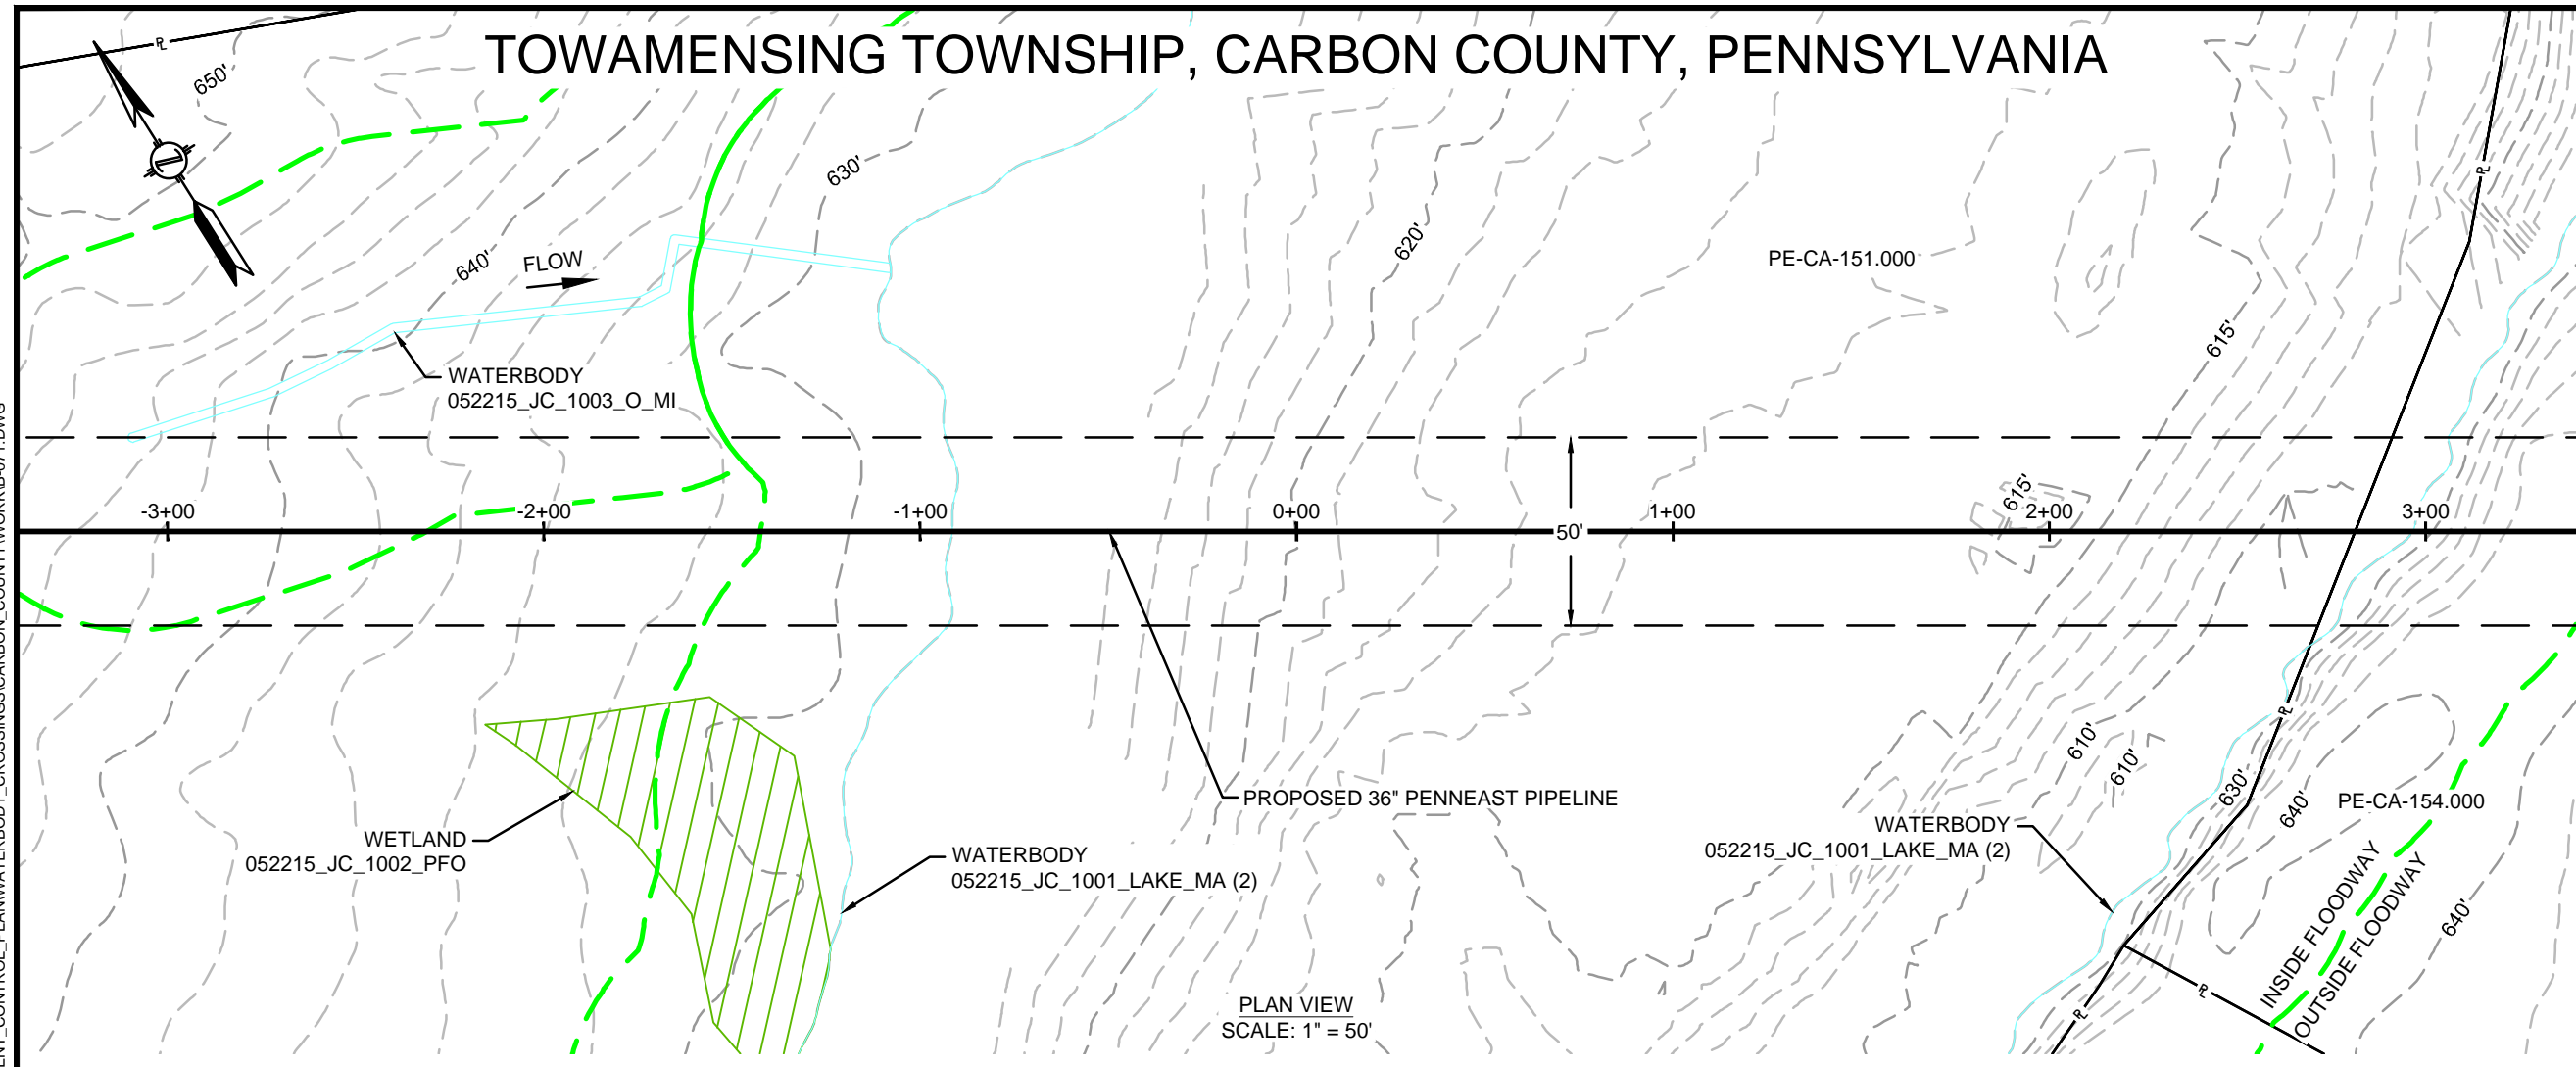 TOWAMENSING TOWNSHIP, CARBON COUNTY, PENNSYLVANIA
650'
630'
640'
FLOW
620'
PE-CA-151.000
615'
WATERBODY
052215_JC_1003_O_MI
-3+00
-2+00
-1+00
0+00
50'
1+00
615'
2+00
3+00
610'
610'
630'
640'
PE-CA-154.000
PROPOSED 36" PENNEAST PIPELINE
WETLAND
052215_JC_1002_PFO
WATERBODY
052215_JC_1001_LAKE_MA (2)
WATERBODY
052215_JC_1001_LAKE_MA (2)
INSIDE FLOODWAY
OUTSIDE FLOODWAY
640'
PLAN VIEW
SCALE: 1" = 50'